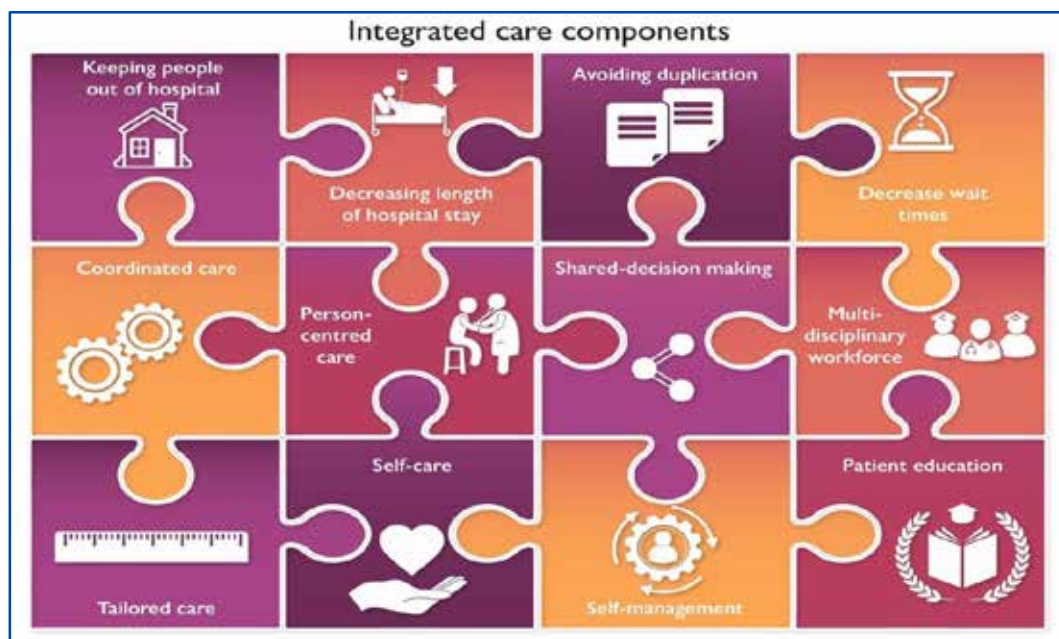 Integrated care components
Keeping people
out of hospital
Decreasing length
of hospital stay
Avoiding duplication
Decrease wait
times
Coordinated care
Person-
centred
care
Shared-decision making
Multi-
disciplinary
workforce
Tailored care
Self-care
Self-management
Patient education